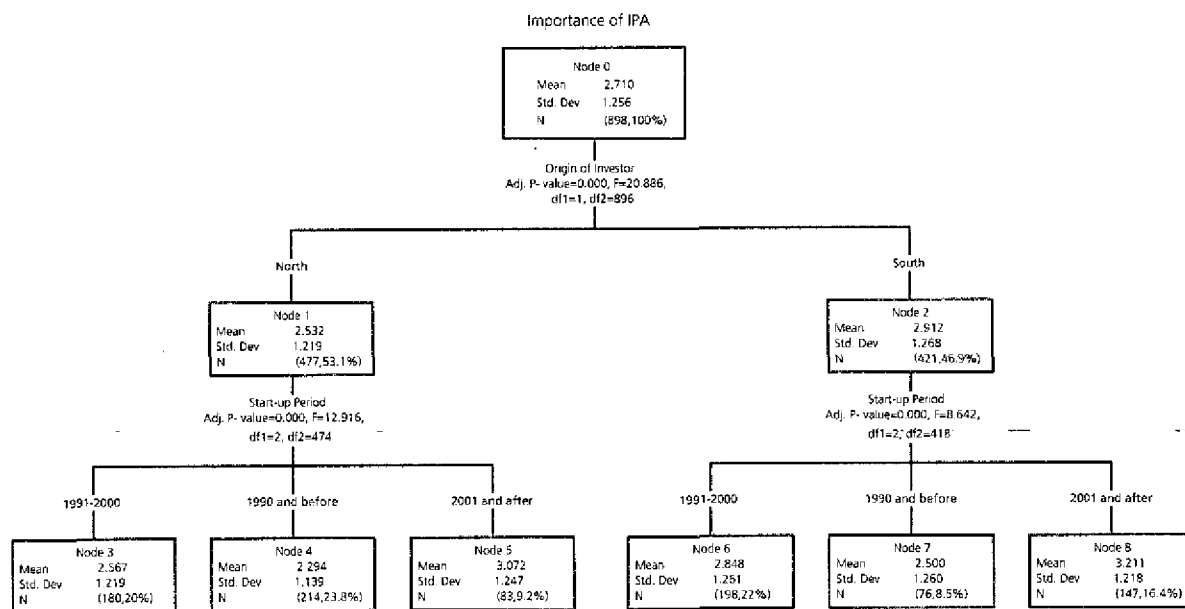 Importance of IPA
Node 0
Mean 2.710
Std. Dev 1.256
N (898,100%)
Origin of Investor
Adj. P- value=0.000, F=20.886,
df1=1, df2=896
North
South
Node 1
Mean 2.532
Std. Dev 1.219
N (477,53.1%)
Node 2
Mean 2.912
Std. Dev 1.268
N (421,46.9%)
Start-up Period
Adj. P- value=0.000, F=12.916,
df1=2, df2=474
Start-up Period
Adj. P- value=0.000, F=8.642,
df1=2, df2=418
1991-2000
1990 and before
2001 and after
1991-2000
1990 and before
2001 and after
Node 3
Mean 2.567
Std. Dev 1.219
N (180,20%)
Node 4
Mean 2.294
Std. Dev 1.139
N (214,23.8%)
Node 5
Mean 3.072
Std. Dev 1.247
N (83,9.2%)
Node 6
Mean 2.848
Std. Dev 1.251
N (198,22%)
Node 7
Mean 2.500
Std. Dev 1.260
N (76,8.5%)
Node 8
Mean 3.211
Std. Dev 1.218
N (147,16.4%)